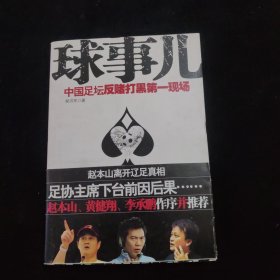 球事儿
中国足坛反赌打黑第一现场
赵本山离开辽足真相
足协主席下台前因后果……
赵本山、黄健翔、李承鹏作序并推荐